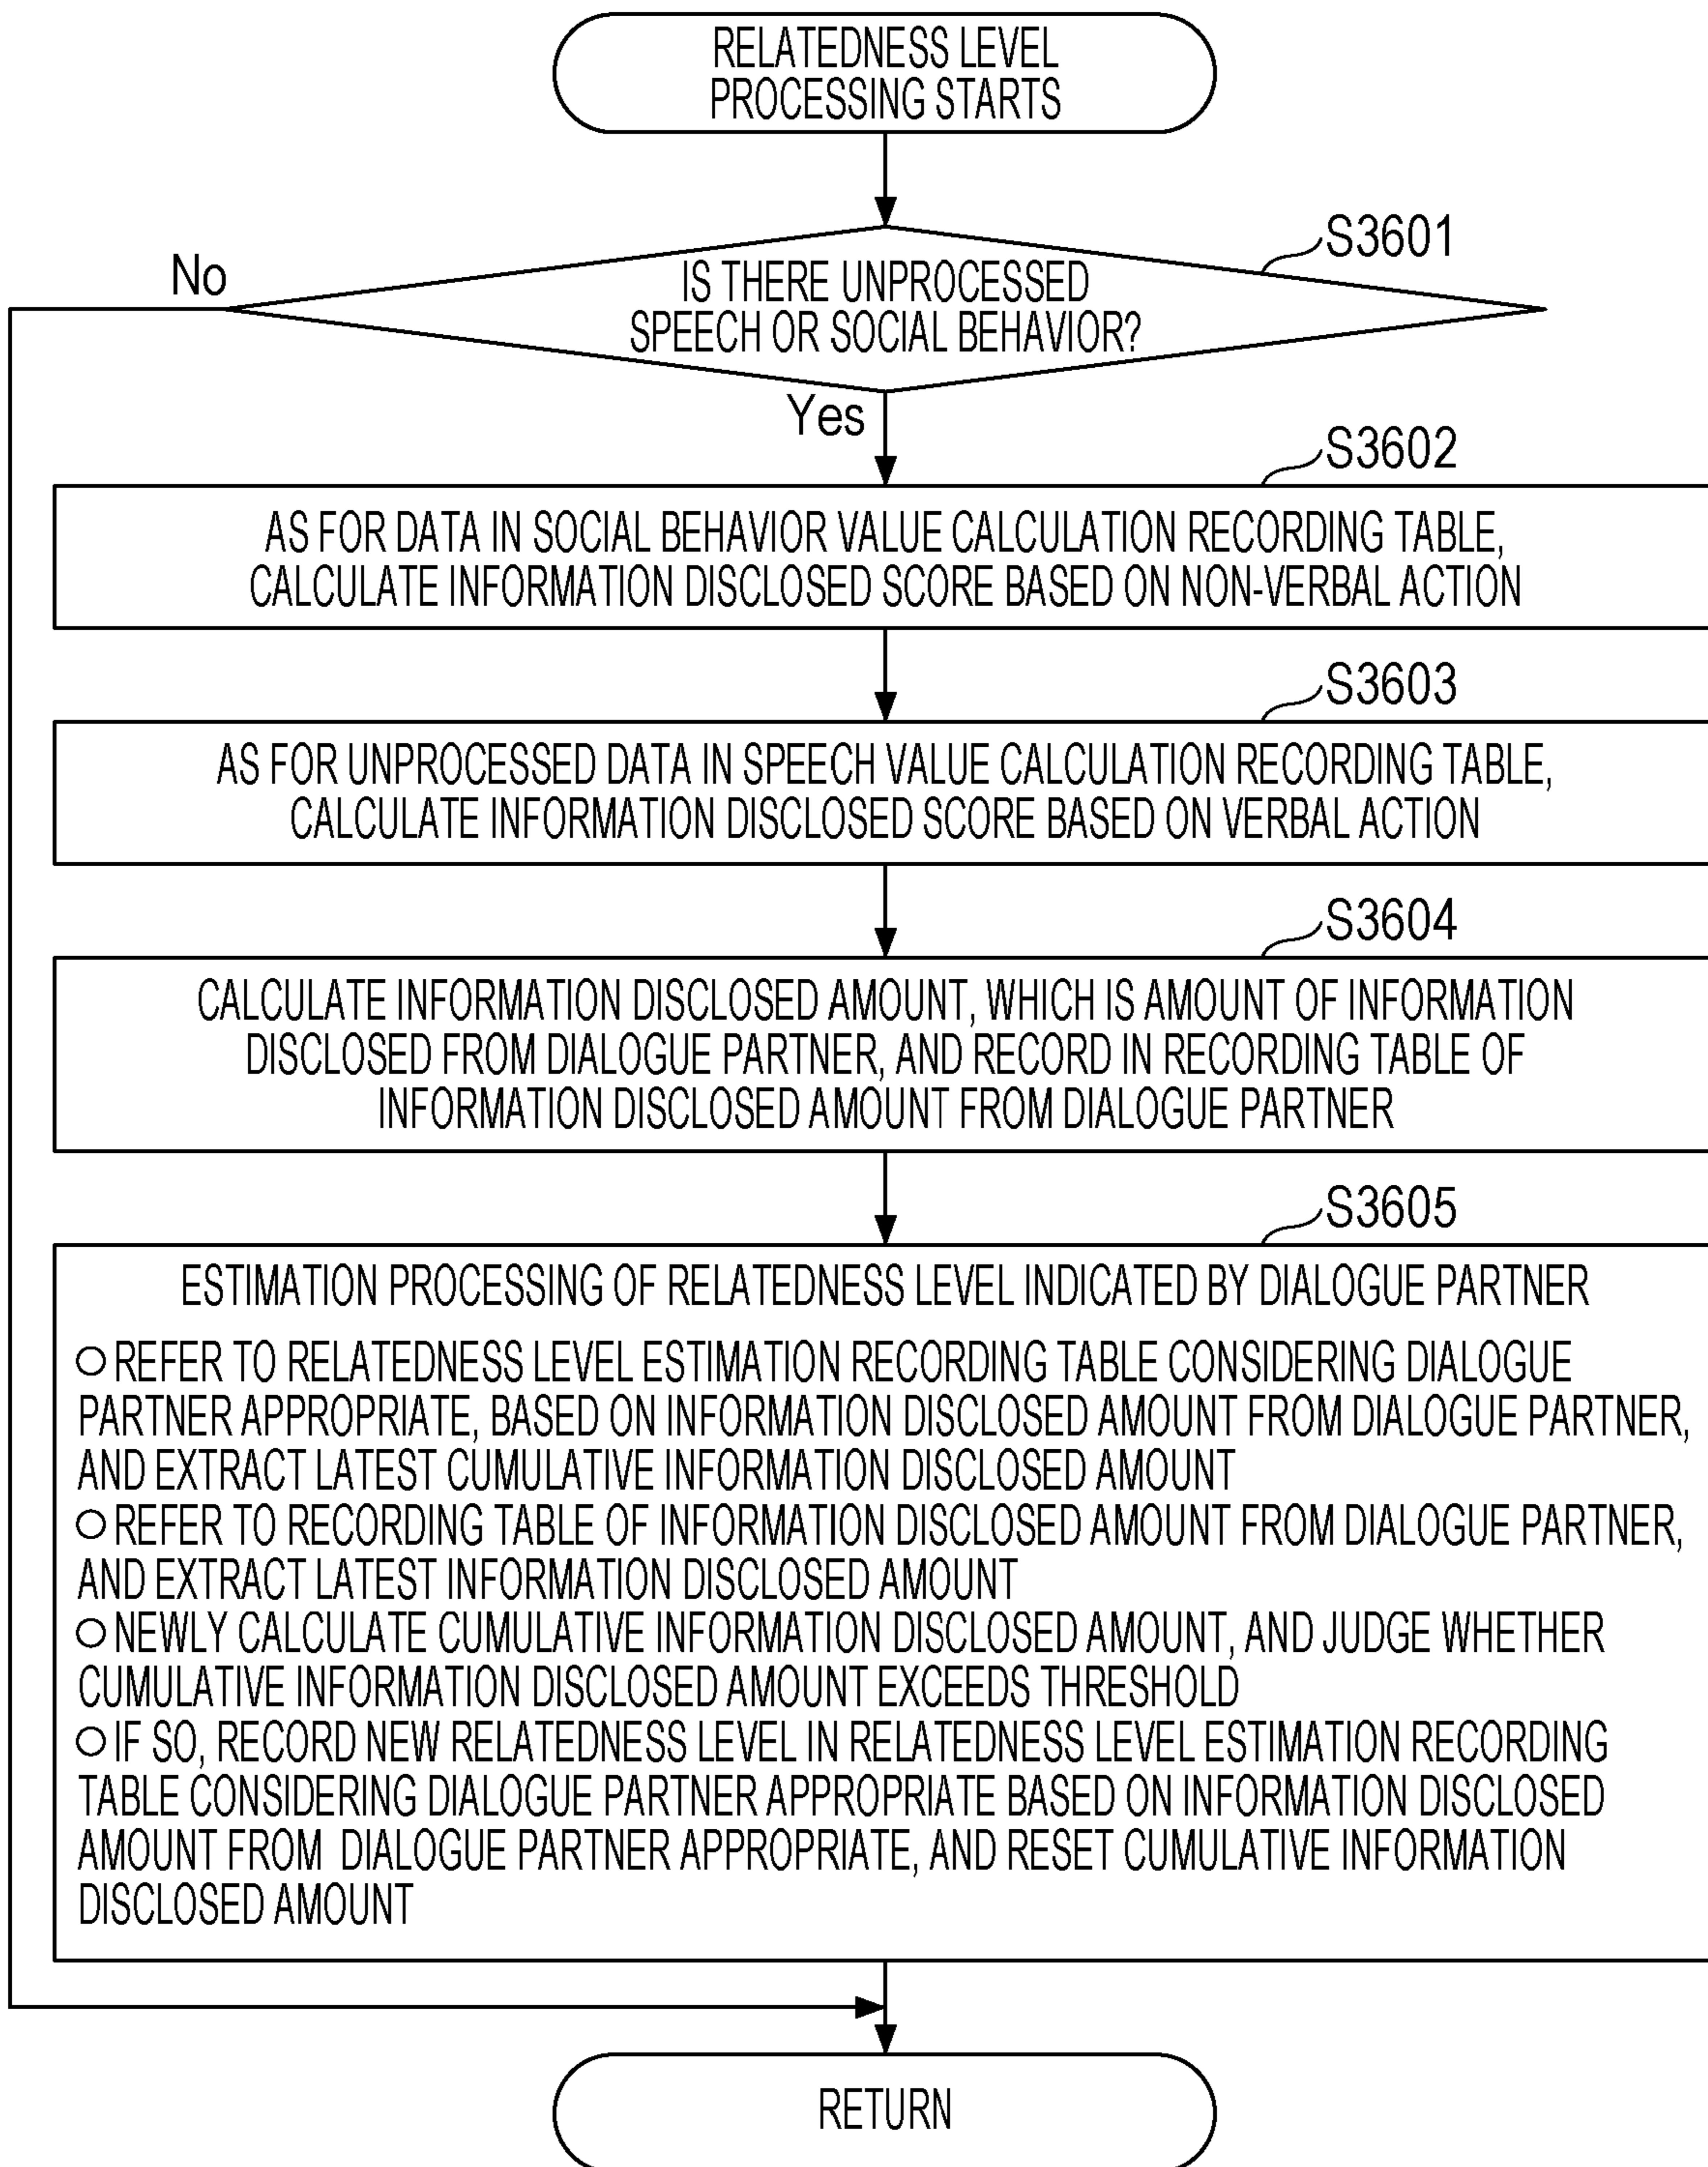 RELATEDNESS LEVEL
PROCESSING STARTS
S3601
No
IS THERE UNPROCESSED
SPEECH OR SOCIAL BEHAVIOR?
Yes
S3602
AS FOR DATA IN SOCIAL BEHAVIOR VALUE CALCULATION RECORDING TABLE,
CALCULATE INFORMATION DISCLOSED SCORE BASED ON NON-VERBAL ACTION
S3603
AS FOR UNPROCESSED DATA IN SPEECH VALUE CALCULATION RECORDING TABLE,
CALCULATE INFORMATION DISCLOSED SCORE BASED ON VERBAL ACTION
S3604
CALCULATE INFORMATION DISCLOSED AMOUNT, WHICH IS AMOUNT OF INFORMATION
DISCLOSED FROM DIALOGUE PARTNER, AND RECORD IN RECORDING TABLE OF
INFORMATION DISCLOSED AMOUNT FROM DIALOGUE PARTNER
S3605
ESTIMATION PROCESSING OF RELATEDNESS LEVEL INDICATED BY DIALOGUE PARTNER
○ REFER TO RELATEDNESS LEVEL ESTIMATION RECORDING TABLE CONSIDERING DIALOGUE
PARTNER APPROPRIATE, BASED ON INFORMATION DISCLOSED AMOUNT FROM DIALOGUE PARTNER,
AND EXTRACT LATEST CUMULATIVE INFORMATION DISCLOSED AMOUNT
○ REFER TO RECORDING TABLE OF INFORMATION DISCLOSED AMOUNT FROM DIALOGUE PARTNER,
AND EXTRACT LATEST INFORMATION DISCLOSED AMOUNT
○ NEWLY CALCULATE CUMULATIVE INFORMATION DISCLOSED AMOUNT, AND JUDGE WHETHER
CUMULATIVE INFORMATION DISCLOSED AMOUNT EXCEEDS THRESHOLD
○ IF SO, RECORD NEW RELATEDNESS LEVEL IN RELATEDNESS LEVEL ESTIMATION RECORDING
TABLE CONSIDERING DIALOGUE PARTNER APPROPRIATE BASED ON INFORMATION DISCLOSED
AMOUNT FROM DIALOGUE PARTNER APPROPRIATE, AND RESET CUMULATIVE INFORMATION
DISCLOSED AMOUNT
RETURN